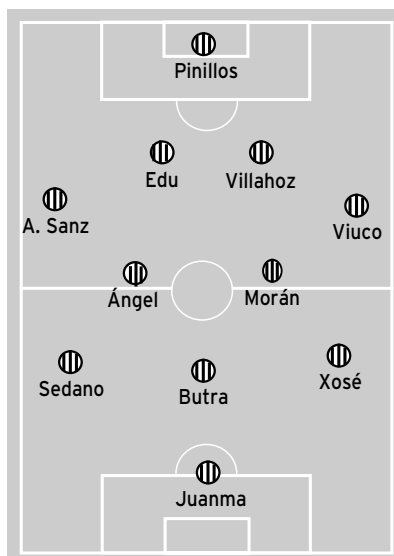 Pinillos
Edu
Villahoz
A. Sanz
Viuco
Ángel
Morán
Sedano
Butra
Xosé
Juanma